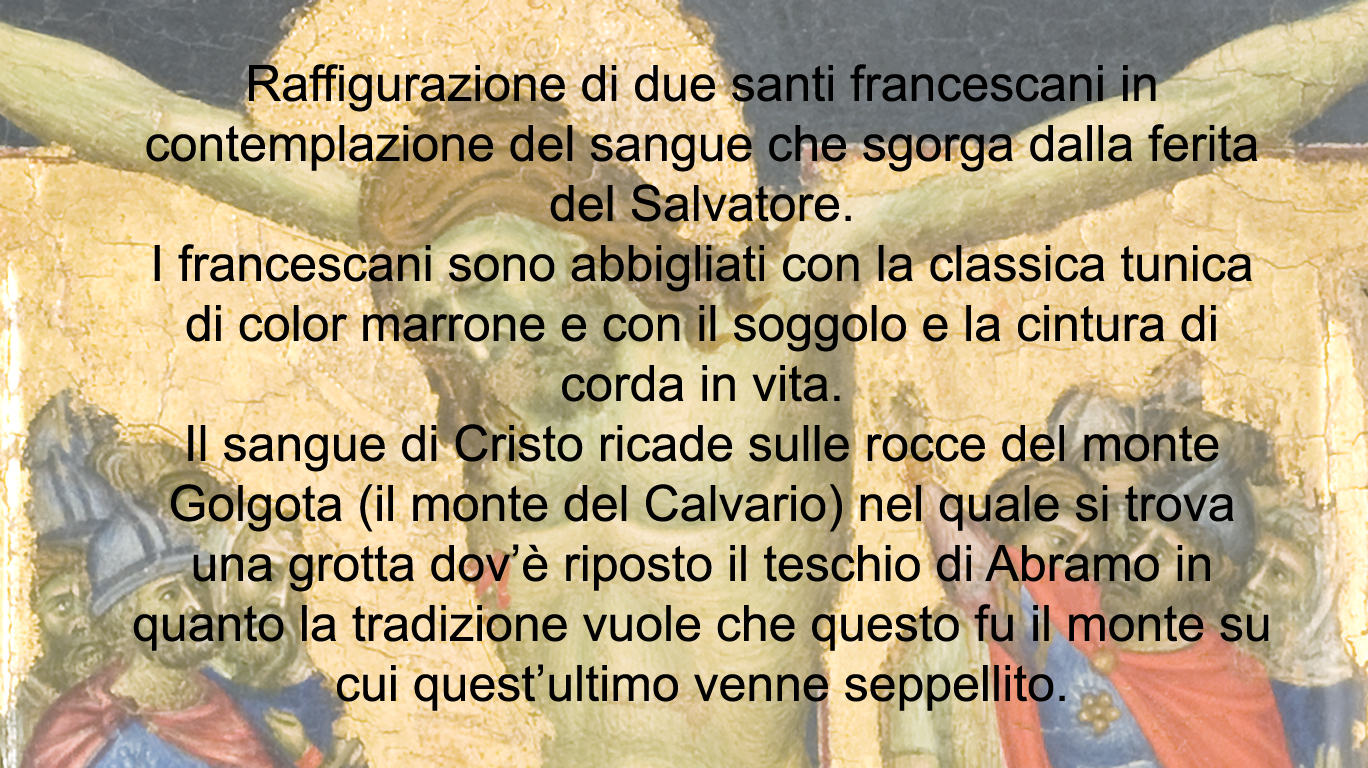 Raffigurazione di due santi francescani in
contemplazione del sangue che sgorga dalla ferita
del Salvatore.
I francescani sono abbigliati con la classica tunica
di color marrone e con il soggolo e la cintura di
corda in vita.
Il sangue di Cristo ricade sulle rocce del monte
Golgota (il monte del Calvario) nel quale si trova
una grotta dov’è riposto il teschio di Abramo in
quanto la tradizione vuole che questo fu il monte su
cui quest’ultimo venne seppellito.